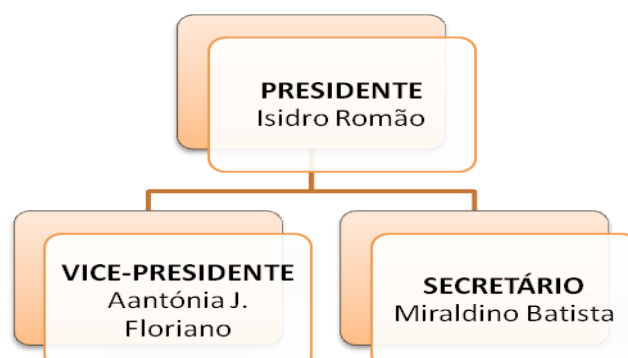 PRESIDENTE
Isidro Romão
VICE-PRESIDENTE
Aantónia J.
Floriano
SECRETÁRIO
Miraldino Batista